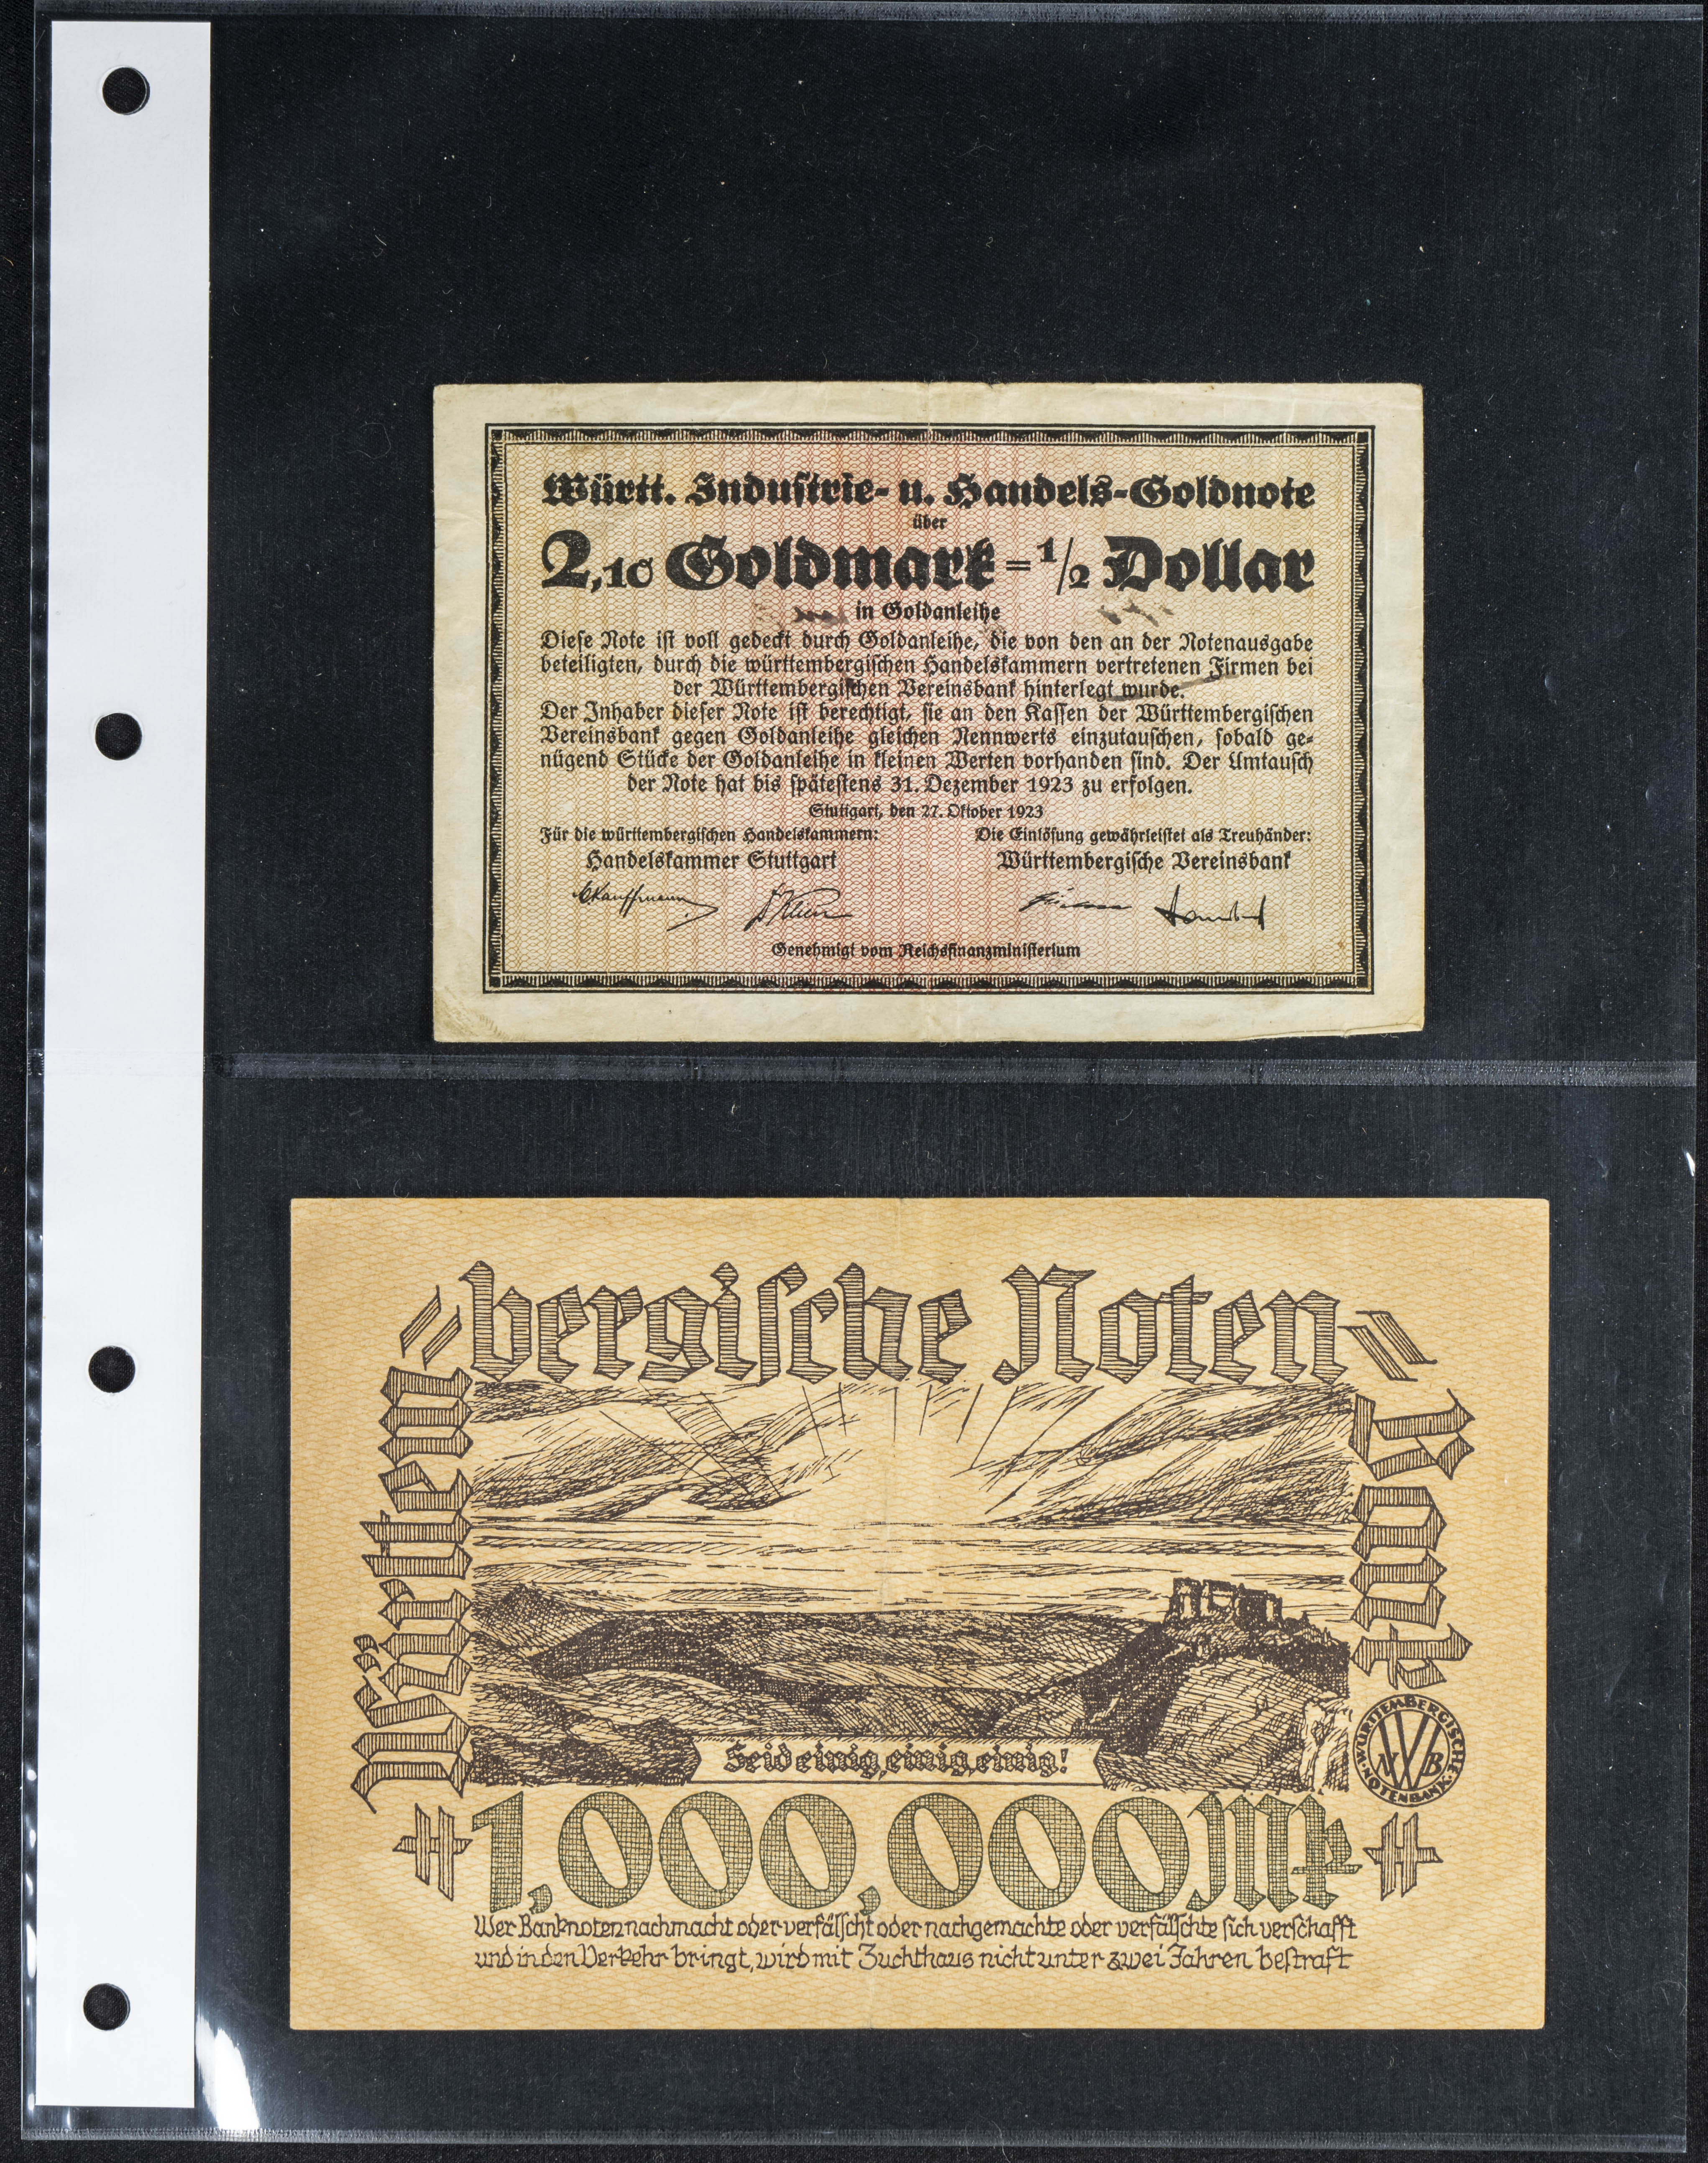 Württ. Industrie- u. Handels-Goldnote
über
2,10 Goldmark = 1/2 Dollar
in Goldanleihe
Diese Note ist voll gedeckt durch Goldanleihe, die von den an der Notenausgabe
beteiligten, durch die württembergischen Handelskammern vertretenen Firmen bei
der Württembergischen Vereinsbank hinterlegt wurde.
Der Inhaber dieser Note ist berechtigt, sie an den Kassen der Württembergischen
Vereinsbank gegen Goldanleihe gleichen Nennwerts einzutauschen, sobald ge-
nügend Stücke der Goldanleihe in kleinen Werten vorhanden sind. Der Umtausch
der Note hat bis spätestens 31. Dezember 1923 zu erfolgen.
Stuttgart, den 27. Oktober 1923
Für die württembergischen Handelskammern: Die Einlösung gewährleistet als Treuhänder:
Handelskammer Stuttgart Württembergische Vereinsbank
Genehmigt vom Reichsfinanzministerium
Württem
=bergische Noten=
Bank
WÜRTTEMBERGISCHE NOTENBANK
WNB
Seid einig, einig, einig!
1,000,000 Mk
Wer Banknoten nachmacht oder verfälscht oder nachgemachte oder verfälschte sich verschafft
und in den Verkehr bringt, wird mit Zuchthaus nicht unter zwei Jahren bestraft